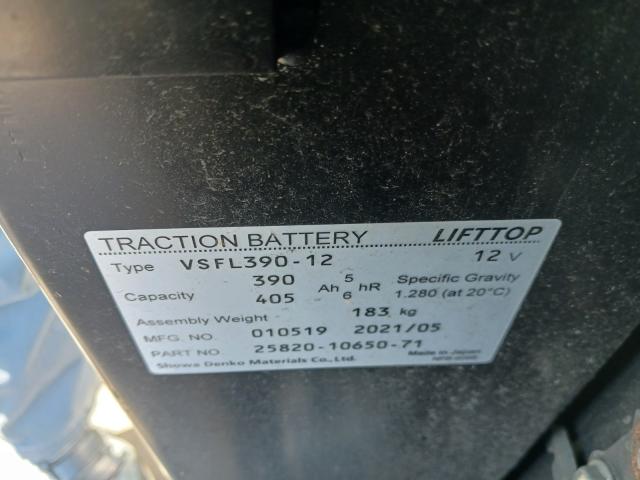 TRACTION BATTERY LIFTTOP
Type VSFL390-12 12 V
Capacity 390 Ah 5 hR Specific Gravity
405 6 1.280 (at 20°C)
Assembly Weight 183 kg
MFG. NO. 010519 2021/05
PART NO. 25820-10650-71 Made in Japan
Showa Denko Materials Co., Ltd.